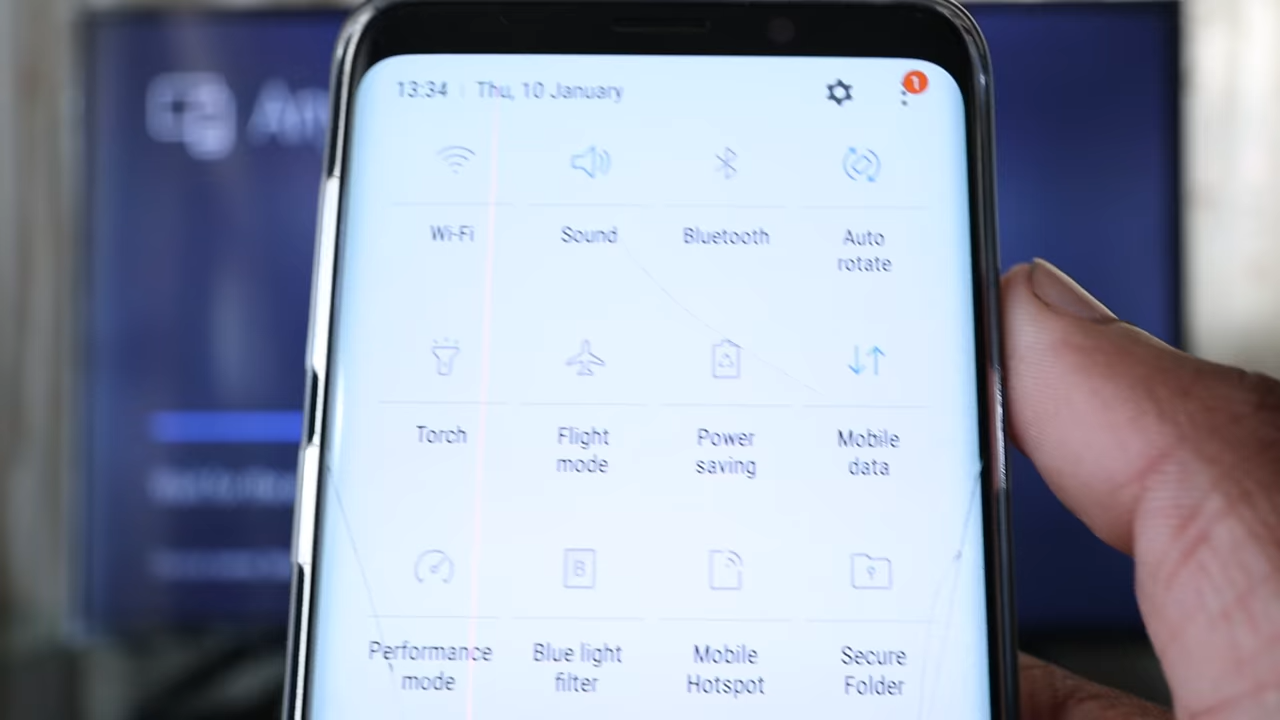 13:34 | Thu, 10 January
1
Wi-Fi
Sound
Bluetooth
Auto
rotate
Torch
Flight
mode
Power
saving
Mobile
data
B
Performance
mode
Blue light
filter
Mobile
Hotspot
Secure
Folder